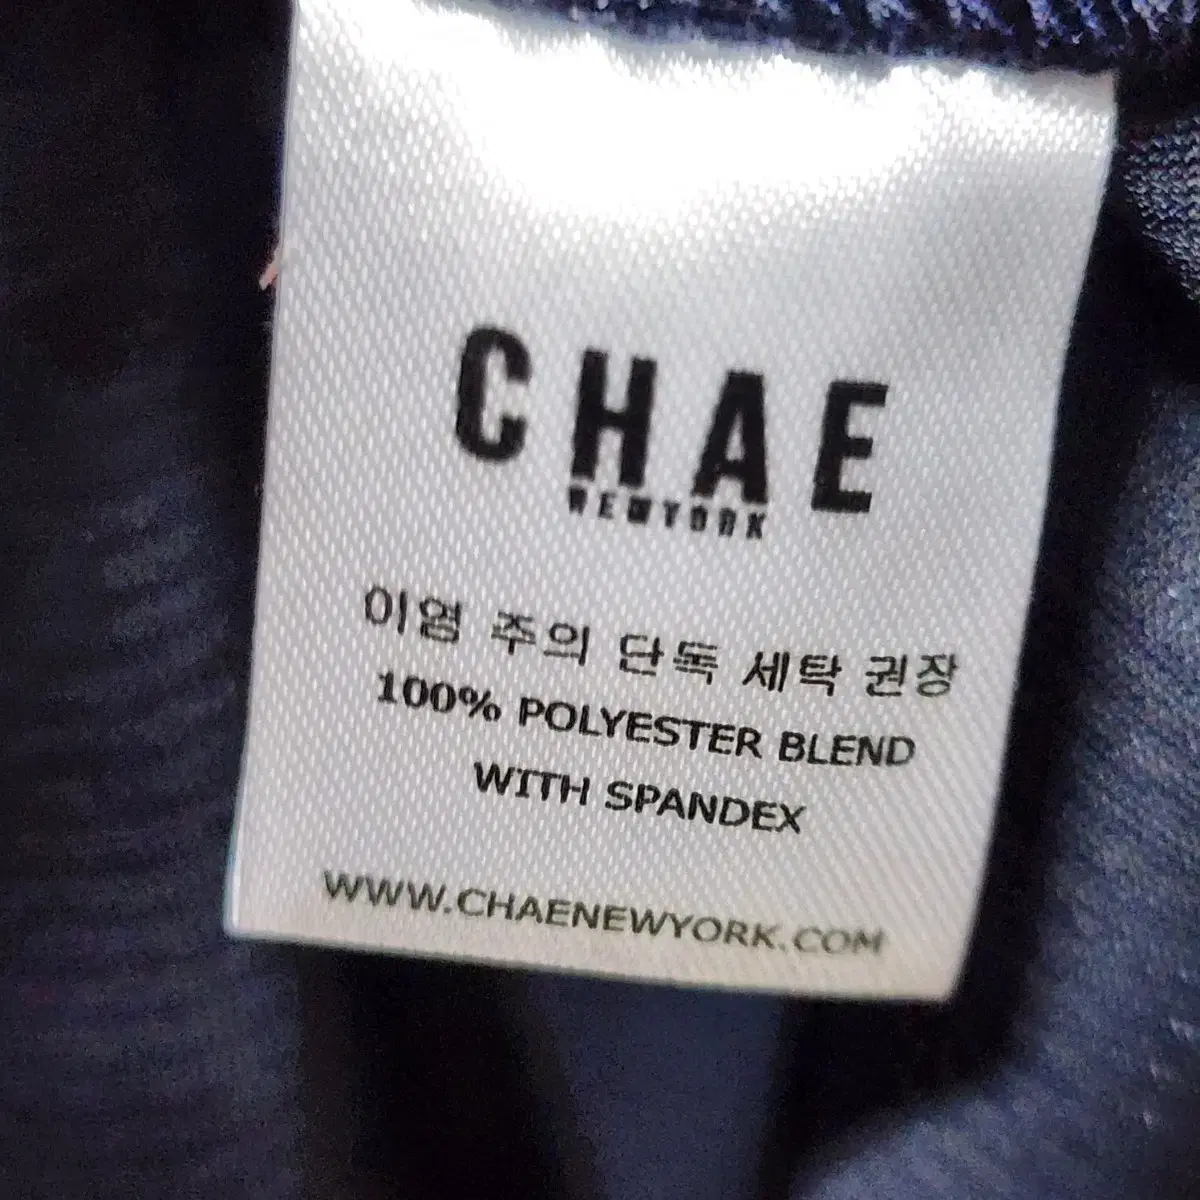 CHAE
NEWYORK
이염 주의 단독 세탁 권장
100% POLYESTER BLEND
WITH SPANDEX
WWW.CHAENEWYORK.COM